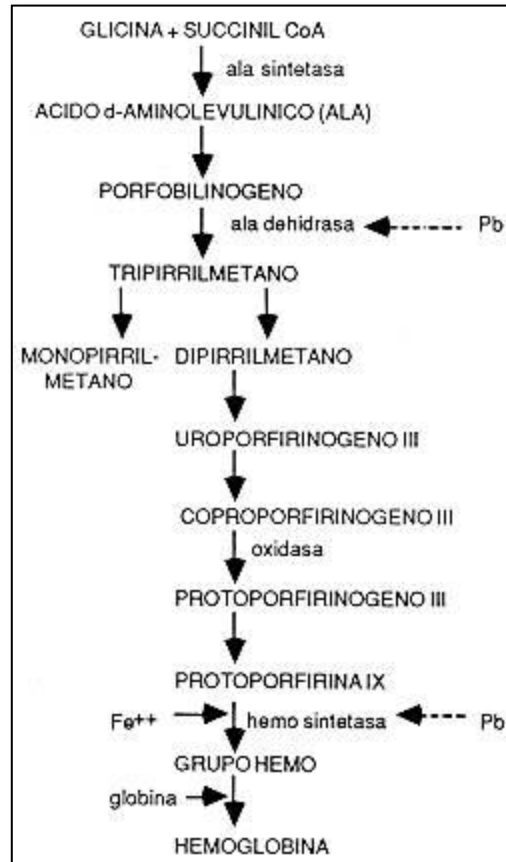 GLICINA + SUCCINIL CoA
ala sintetasa
ACIDO d-AMINOLEVULINICO (ALA)
PORFOBILINOGENO
ala dehidrasa
Pb
TRIPIRRILMETANO
MONOPIRRIL-
METANO
DIPIRRILMETANO
UROPORFIRINOGENO III
COPROPORFIRINOGENO III
oxidasa
PROTOPORFIRINOGENO III
PROTOPORFIRINA IX
Fe++
hemo sintetasa
Pb
GRUPO HEMO
globina
HEMOGLOBINA